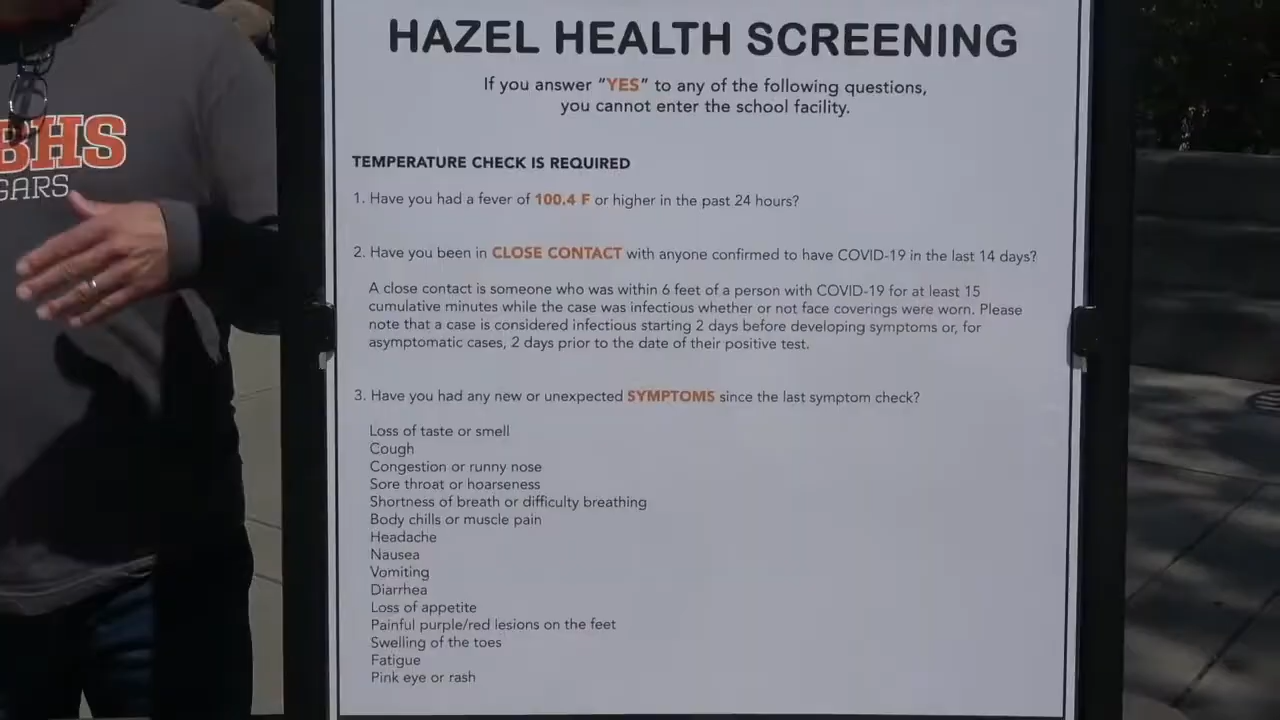 HAZEL HEALTH SCREENING
If you answer "YES" to any of the following questions,
you cannot enter the school facility.
TEMPERATURE CHECK IS REQUIRED
1. Have you had a fever of 100.4 F or higher in the past 24 hours?
2. Have you been in CLOSE CONTACT with anyone confirmed to have COVID-19 in the last 14 days?
A close contact is someone who was within 6 feet of a person with COVID-19 for at least 15
cumulative minutes while the case was infectious whether or not face coverings were worn. Please
note that a case is considered infectious starting 2 days before developing symptoms or, for
asymptomatic cases, 2 days prior to the date of their positive test.
3. Have you had any new or unexpected SYMPTOMS since the last symptom check?
Loss of taste or smell
Cough
Congestion or runny nose
Sore throat or hoarseness
Shortness of breath or difficulty breathing
Body chills or muscle pain
Headache
Nausea
Vomiting
Diarrhea
Loss of appetite
Painful purple/red lesions on the feet
Swelling of the toes
Fatigue
Pink eye or rash
BHS
GARS